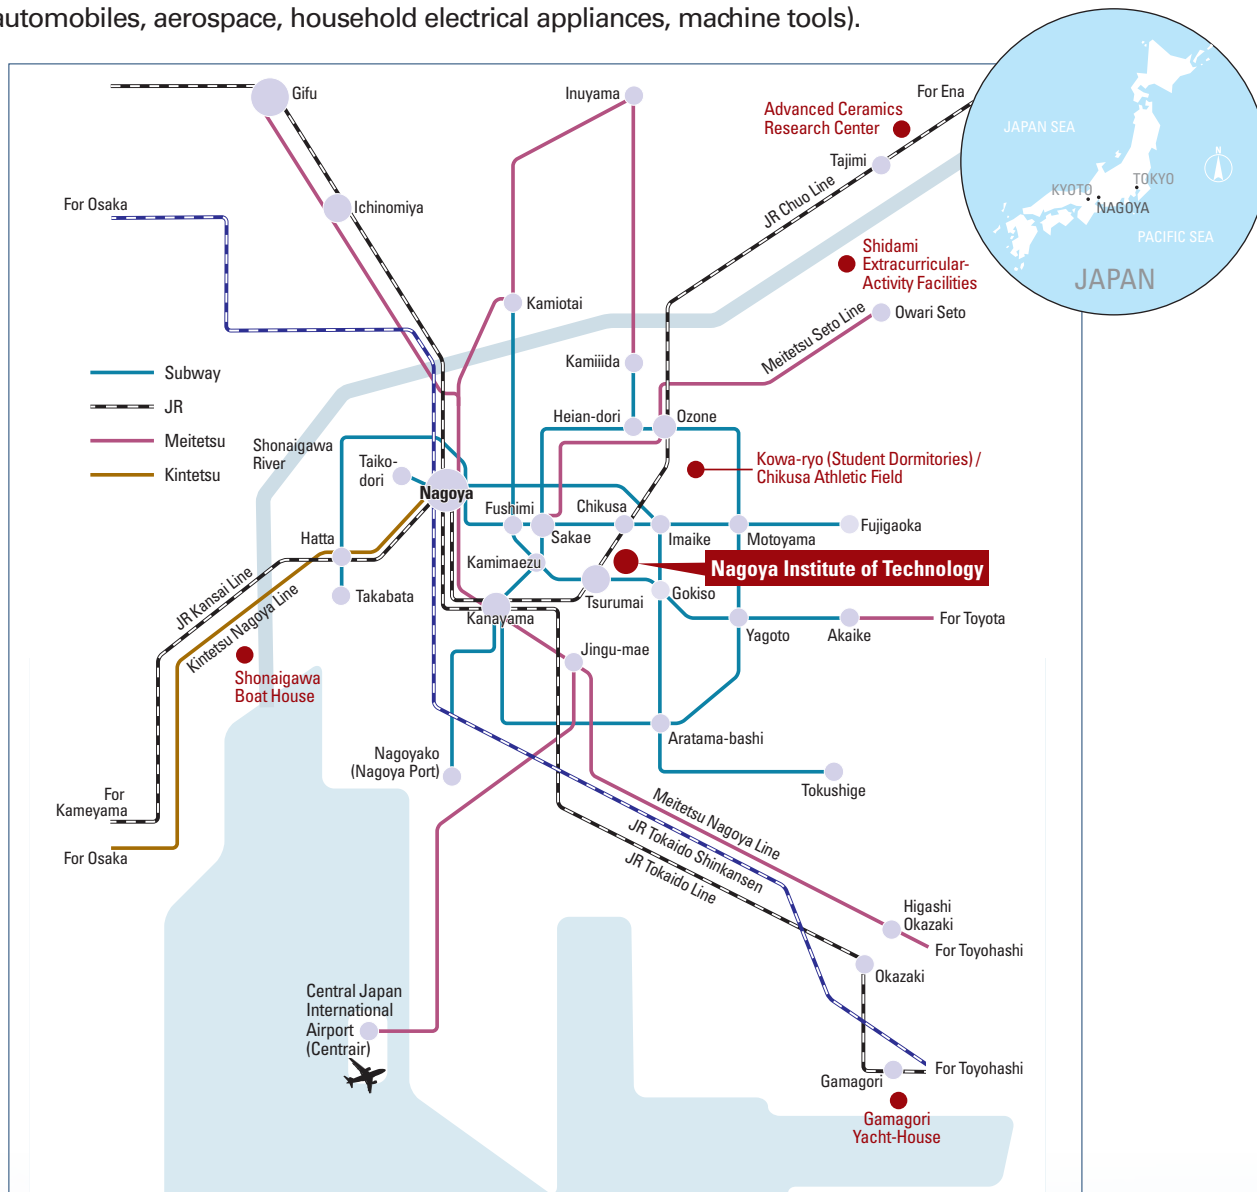 automobiles, aerospace, household electrical appliances, machine tools).
Gifu
Inuyama
For Ena
Advanced Ceramics
Research Center
Tajimi
JR Chuo Line
JAPAN SEA
N
TOKYO
KYOTO
NAGOYA
PACIFIC SEA
JAPAN
For Osaka
Ichinomiya
Shidami
Extracurricular-
Activity Facilities
Kamiotai
Owari Seto
Meitetsu Seto Line
Kamiiida
Subway
JR
Meitetsu
Kintetsu
Heian-dori
Ozone
Shonaigawa
River
Taiko-
dori
Nagoya
Kowa-ryo (Student Dormitories) /
Chikusa Athletic Field
Fushimi
Sakae
Chikusa
Imaike
Motoyama
Fujigaoka
Hatta
Kamimaezu
Nagoya Institute of Technology
Takabata
Tsurumai
Gokiso
JR Kansai Line
Kintetsu Nagoya Line
Kanayama
Yagoto
Akaike
For Toyota
Jingu-mae
Shonaigawa
Boat House
Aratama-bashi
Nagoyako
(Nagoya Port)
Tokushige
For
Kameyama
For Osaka
Meitetsu Nagoya Line
JR Tokaido Shinkansen
JR Tokaido Line
Higashi
Okazaki
For Toyohashi
Okazaki
Central Japan
International
Airport
(Centrair)
For Toyohashi
Gamagori
Gamagori
Yacht-House